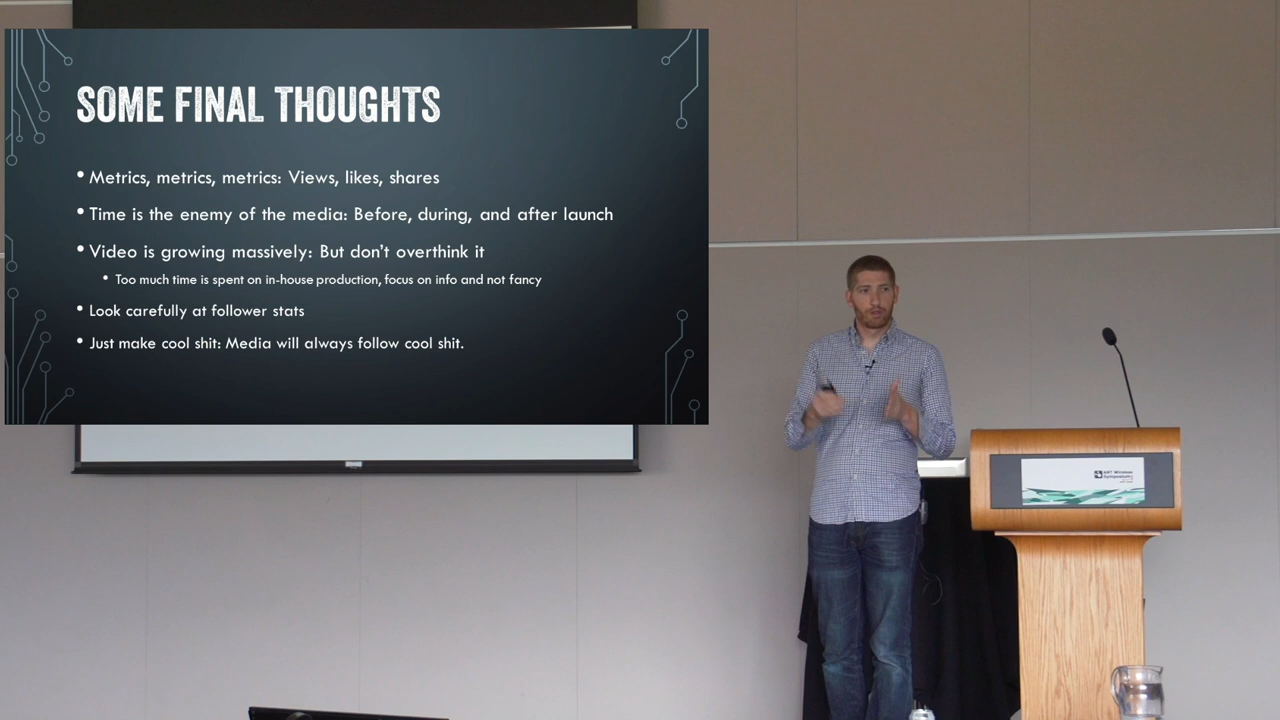 SOME FINAL THOUGHTS
• Metrics, metrics, metrics: Views, likes, shares
• Time is the enemy of the media: Before, during, and after launch
• Video is growing massively: But don’t overthink it
• Too much time is spent on in-house production, focus on info and not fancy
• Look carefully at follower stats
• Just make cool shit: Media will always follow cool shit.
Symposium